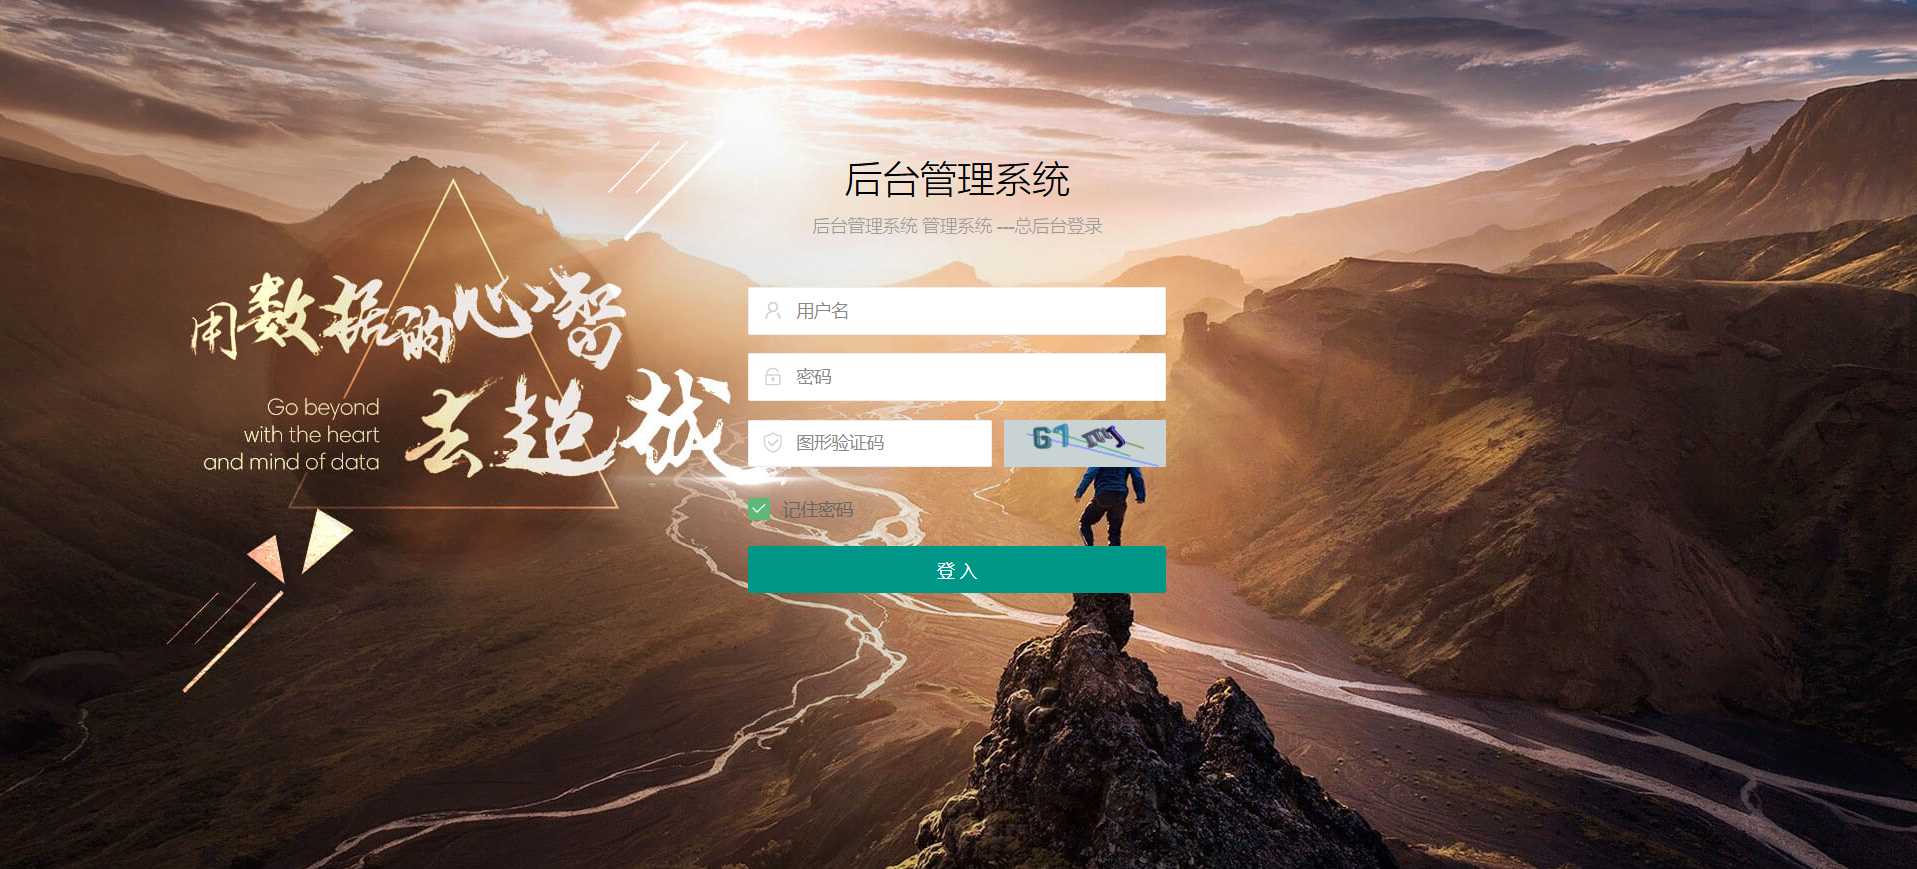 后台管理系统
后台管理系统 管理系统 ---总后台登录
用数据的心智
去超越
Go beyond
with the heart
and mind of data
用户名
密码
图形验证码
G7mJ
记住密码
登 入